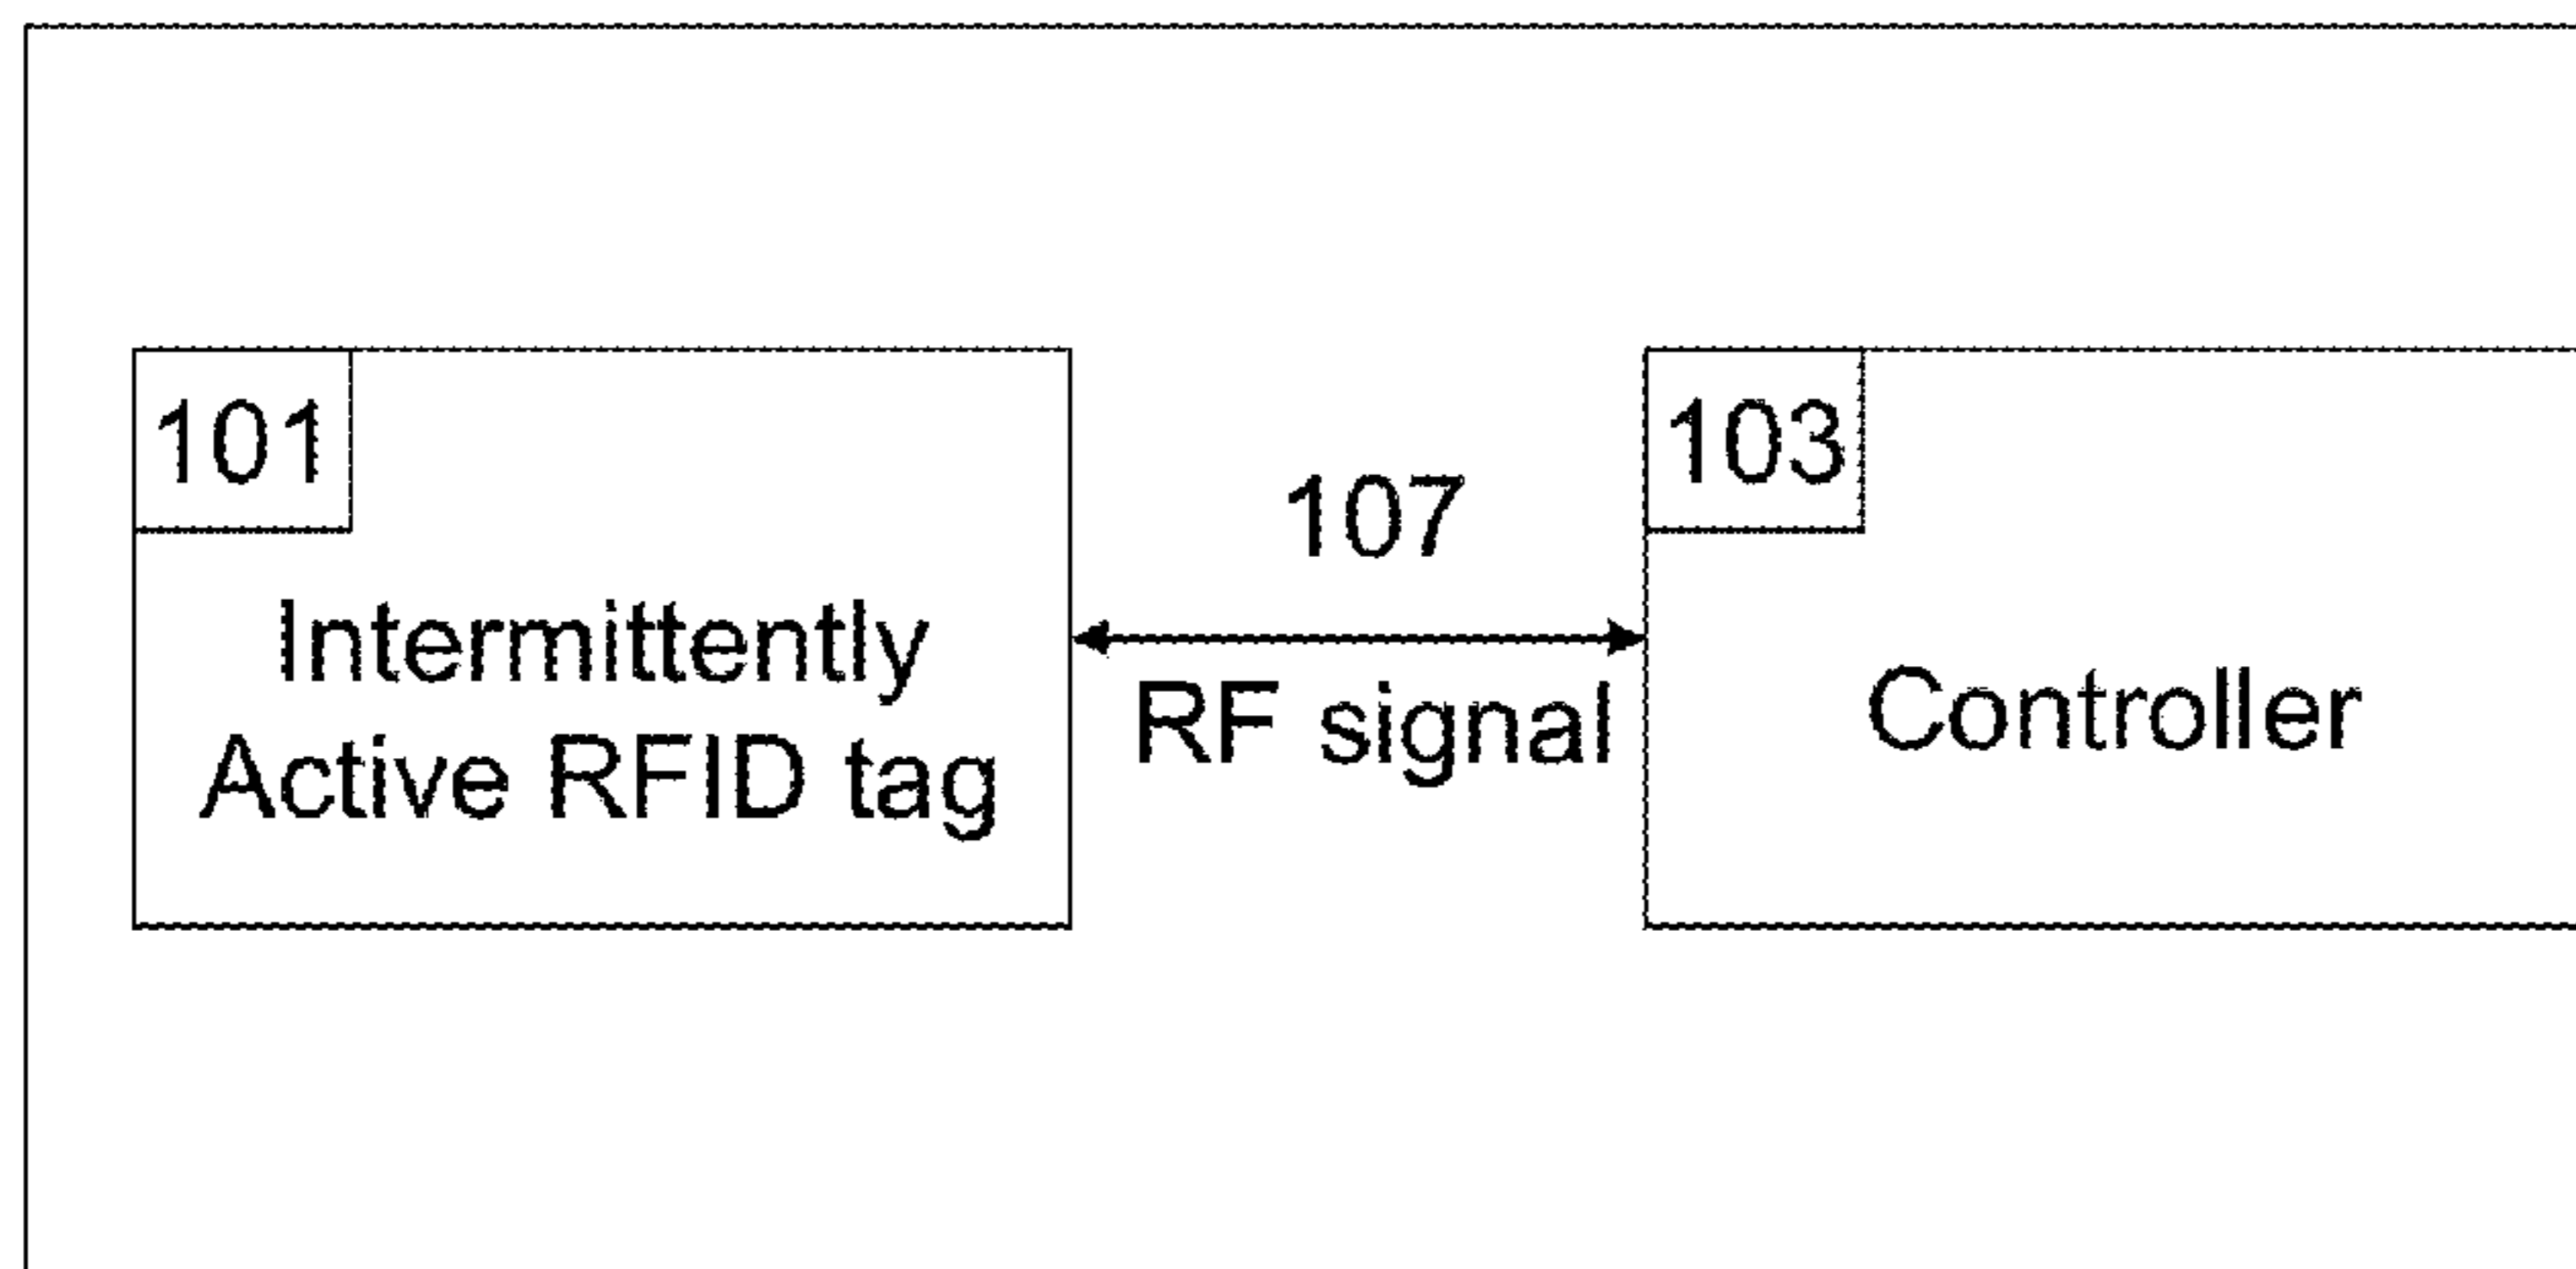 101
Intermittently
Active RFID tag
107
RF signal
103
Controller